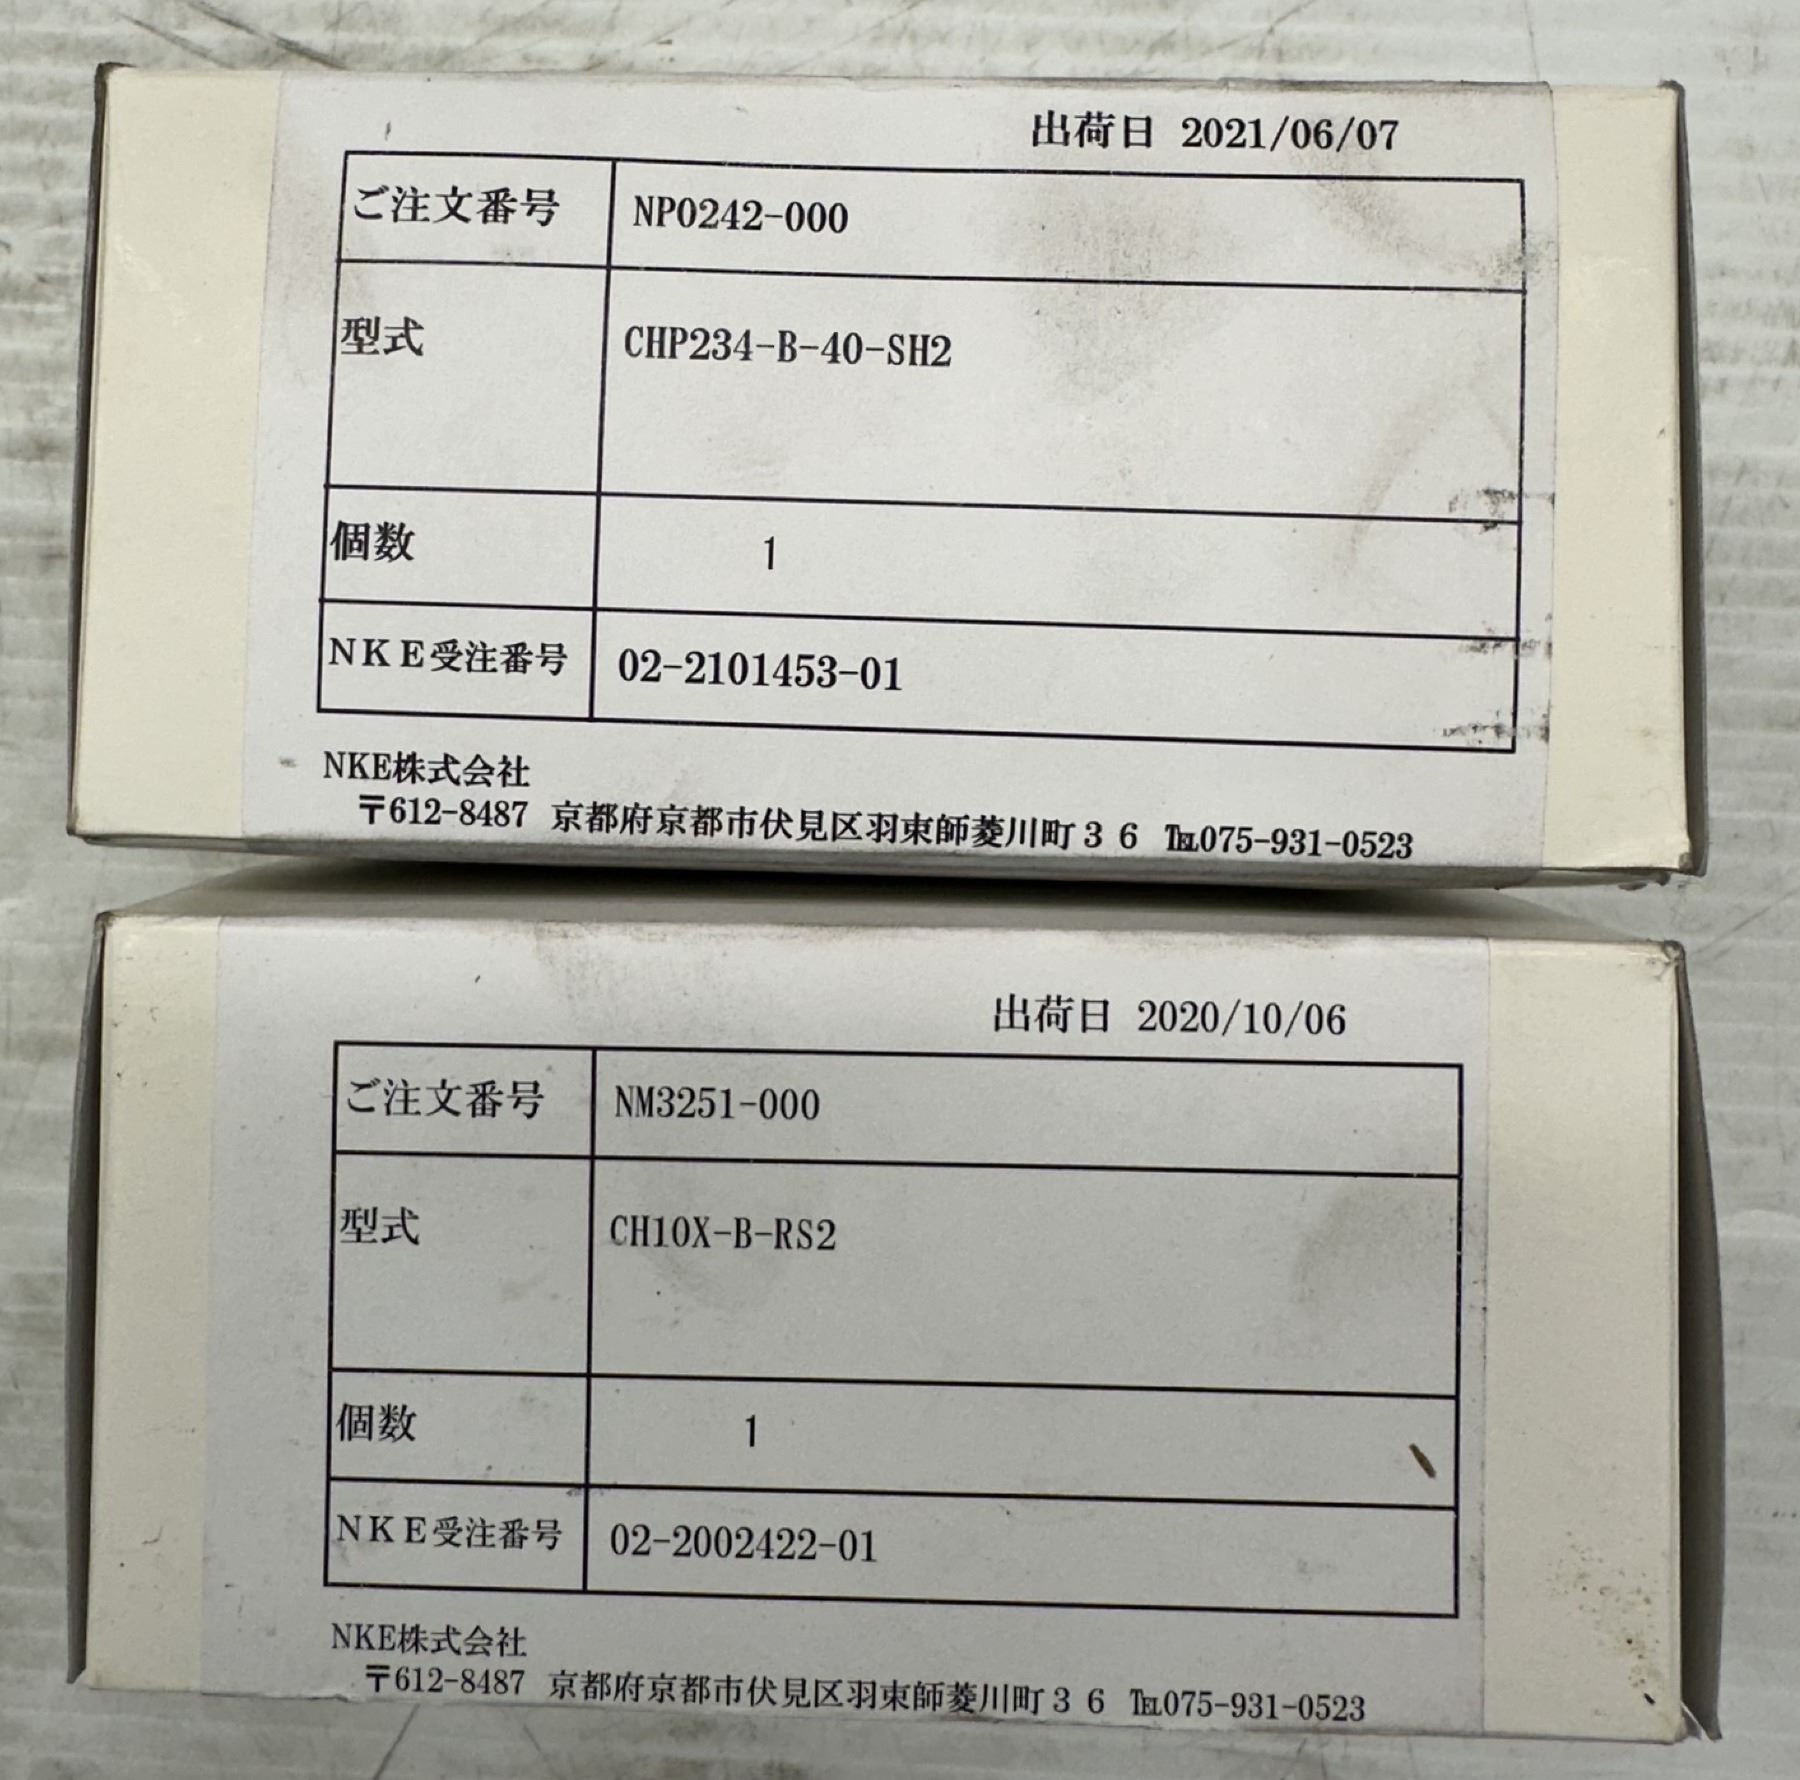 出荷日 2021/06/07
ご注文番号 NP0242-000
型式 CHP234-B-40-SH2
個数 1
ＮＫＥ受注番号 02-2101453-01
NKE株式会社
〒612-8487 京都府京都市伏見区羽束師菱川町３６ ℡075-931-0523
出荷日 2020/10/06
ご注文番号 NM3251-000
型式 CH10X-B-RS2
個数 1
ＮＫＥ受注番号 02-2002422-01
NKE株式会社
〒612-8487 京都府京都市伏見区羽束師菱川町３６ ℡075-931-0523